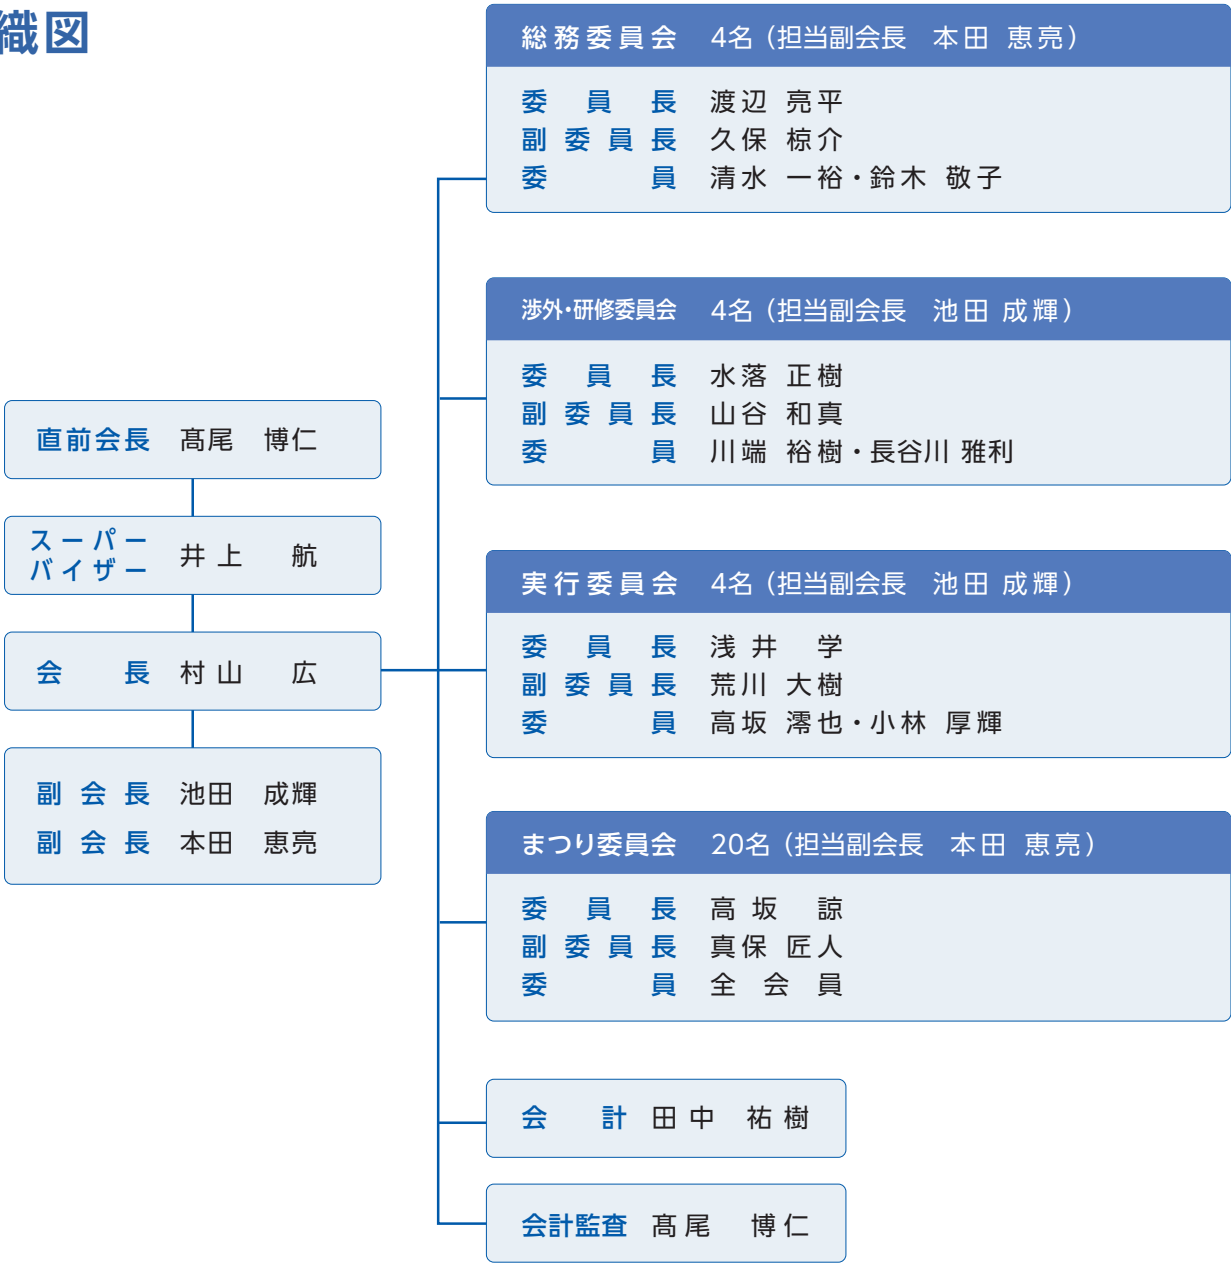 織図
直前会長 髙尾 博仁
スーパー
バイザー 井上 航
会長 村山 広
副会長 池田 成輝
副会長 本田 恵亮
総務委員会 4名（担当副会長 本田 恵亮）
委員長 渡辺 亮平
副委員長 久保 椋介
委員 清水 一裕・鈴木 敬子
渉外・研修委員会 4名（担当副会長 池田 成輝）
委員長 水落 正樹
副委員長 山谷 和真
委員 川端 裕樹・長谷川 雅利
実行委員会 4名（担当副会長 池田 成輝）
委員長 浅井 学
副委員長 荒川 大樹
委員 高坂 澪也・小林 厚輝
まつり委員会 20名（担当副会長 本田 恵亮）
委員長 高坂 諒
副委員長 真保 匠人
委員 全会員
会計 田中 祐樹
会計監査 髙尾 博仁